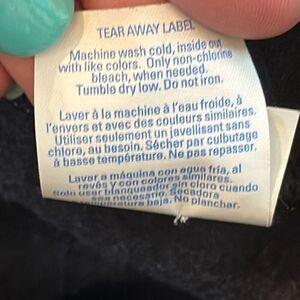 TEAR AWAY LABEL
Machine wash cold, inside out
with like colors. Only non-chlorine
bleach, when needed.
Tumble dry low. Do not iron.
Laver à la machine à l'eau froide, à
l'envers et avec des couleurs similaires.
Utiliser seulement un javellisant sans
chlore, au besoin. Sécher par culbutage
à basse température. Ne pas repasser.
Lavar a máquina con agua fría, al
revés y con colores similares.
Solo usar blanqueador sin cloro cuando
sea necesario. Secadora
temperatura baja. No planchar.